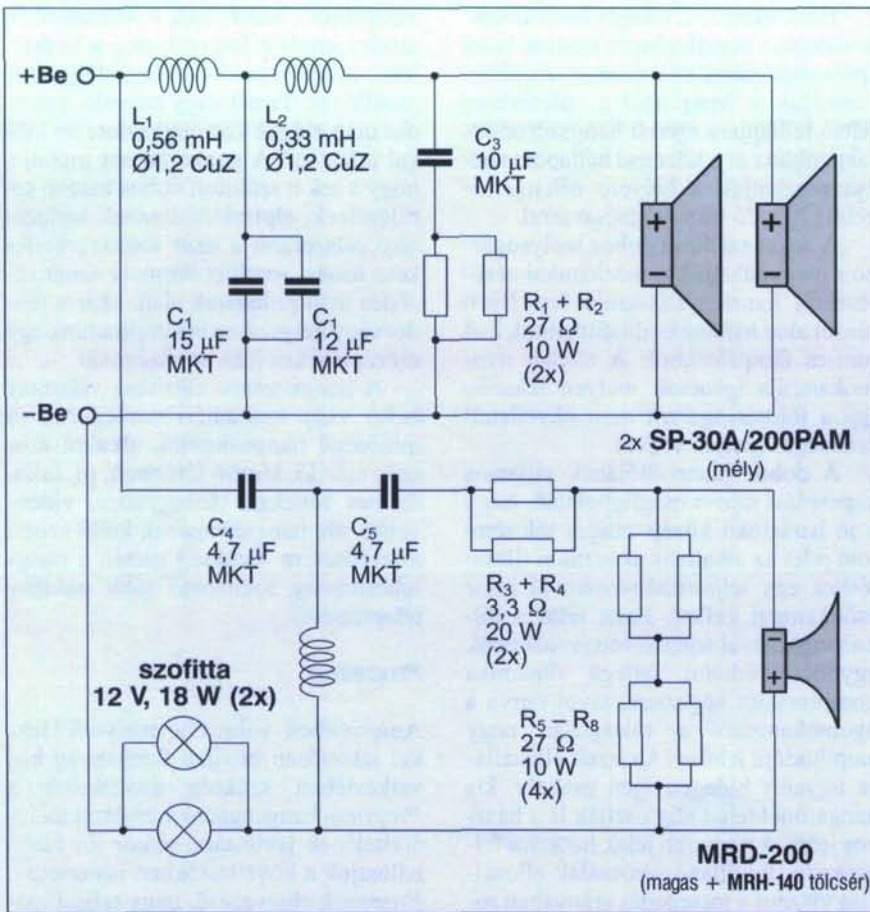 +Be
L₁
0,56 mH
Ø1,2 CuZ
L₂
0,33 mH
Ø1,2 CuZ
C₃
10 µF
MKT
+
+
C₁
15 µF
MKT
C₁
12 µF
MKT
R₁ – R₂
27 Ω
10 W
(2x)
−Be
2x SP-30A/200PAM
(mély)
C₄
4,7 µF
MKT
C₅
4,7 µF
MKT
R₃ + R₄
3,3 Ω
20 W
(2x)
−
+
szofitta
12 V, 18 W (2x)
R₅ – R₈
27 Ω
10 W
(4x)
MRD-200
(magas + MRH-140 tölcsér)